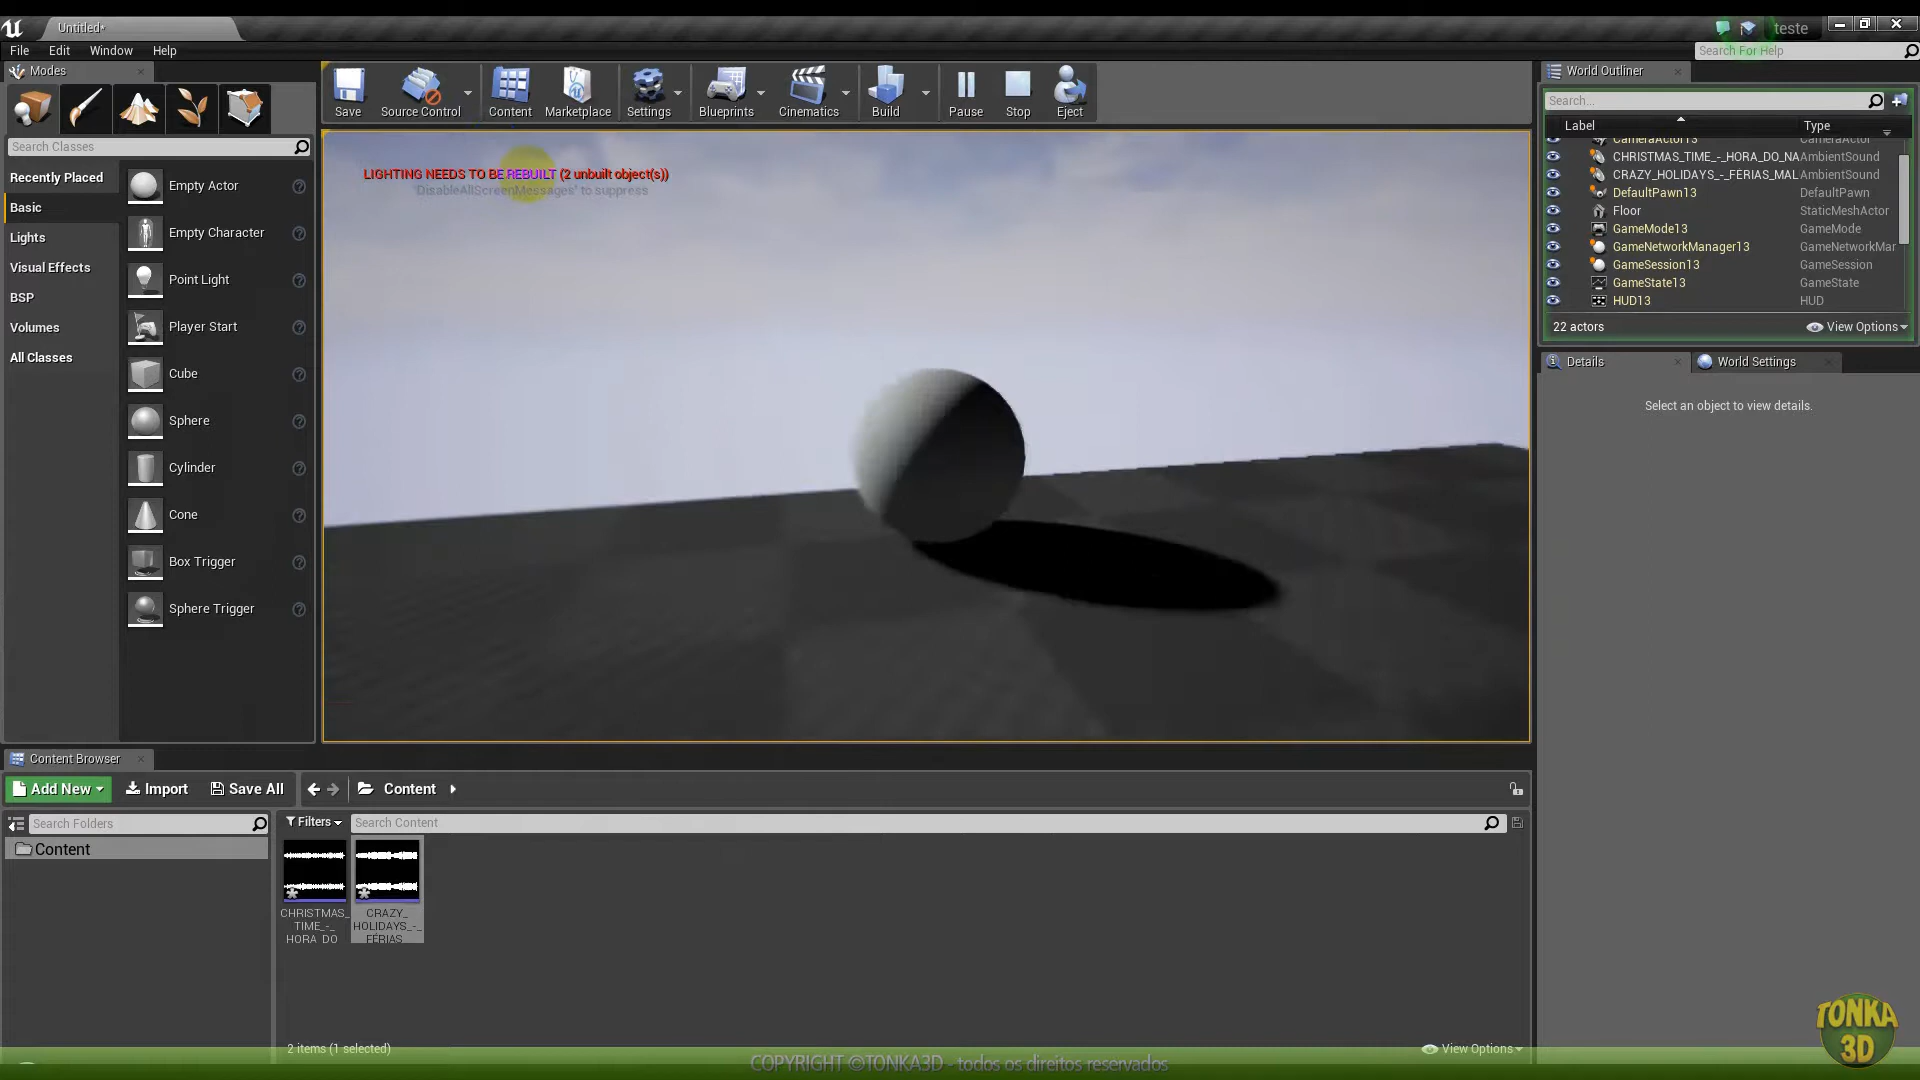 Untitled*
teste
File Edit Window Help
Search For Help
Modes
Search Classes
Recently Placed
Basic
Lights
Visual Effects
BSP
Volumes
All Classes
Empty Actor
Empty Character
Point Light
Player Start
Cube
Sphere
Cylinder
Cone
Box Trigger
Sphere Trigger
Save
Source Control
Content
Marketplace
Settings
Blueprints
Cinematics
Build
Pause
Stop
Eject
LIGHTING NEEDS TO BE REBUILT (2 unbuilt object(s))
'DisableAllScreenMessages' to suppress
World Outliner
Search...
Label Type
CameraActor13 CameraActor
CHRISTMAS_TIME_-_HORA_DO_NA AmbientSound
CRAZY_HOLIDAYS_-_FÉRIAS_MAL AmbientSound
DefaultPawn13 DefaultPawn
Floor StaticMeshActor
GameMode13 GameMode
GameNetworkManager13 GameNetworkMar
GameSession13 GameSession
GameState13 GameState
HUD13 HUD
22 actors View Options
Details World Settings
Select an object to view details.
Content Browser
Add New Import Save All Content
Search Folders
Content
Filters Search Content
CHRISTMAS_
TIME_-_
HORA_DO
CRAZY_
HOLIDAYS_-_
FÉRIAS
2 items (1 selected)
View Options
COPYRIGHT ©TONKA3D - todos os direitos reservados
TONKA
3D